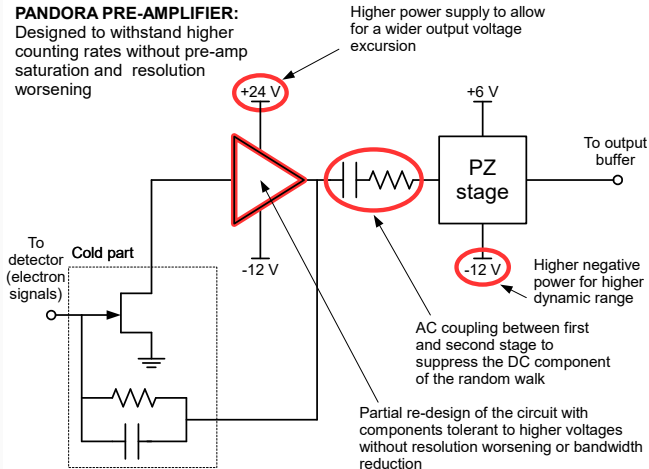 PANDORA PRE-AMPLIFIER:
Designed to withstand higher
counting rates without pre-amp
saturation and resolution
worsening
Higher power supply to allow
for a wider output voltage
excursion
+24 V
+6 V
To output
buffer
PZ
stage
To
detector
(electron
signals)
Cold part
-12 V
-12 V
Higher negative
power for higher
dynamic range
AC coupling between first
and second stage to
suppress the DC component
of the random walk
Partial re-design of the circuit with
components tolerant to higher voltages
without resolution worsening or bandwidth
reduction